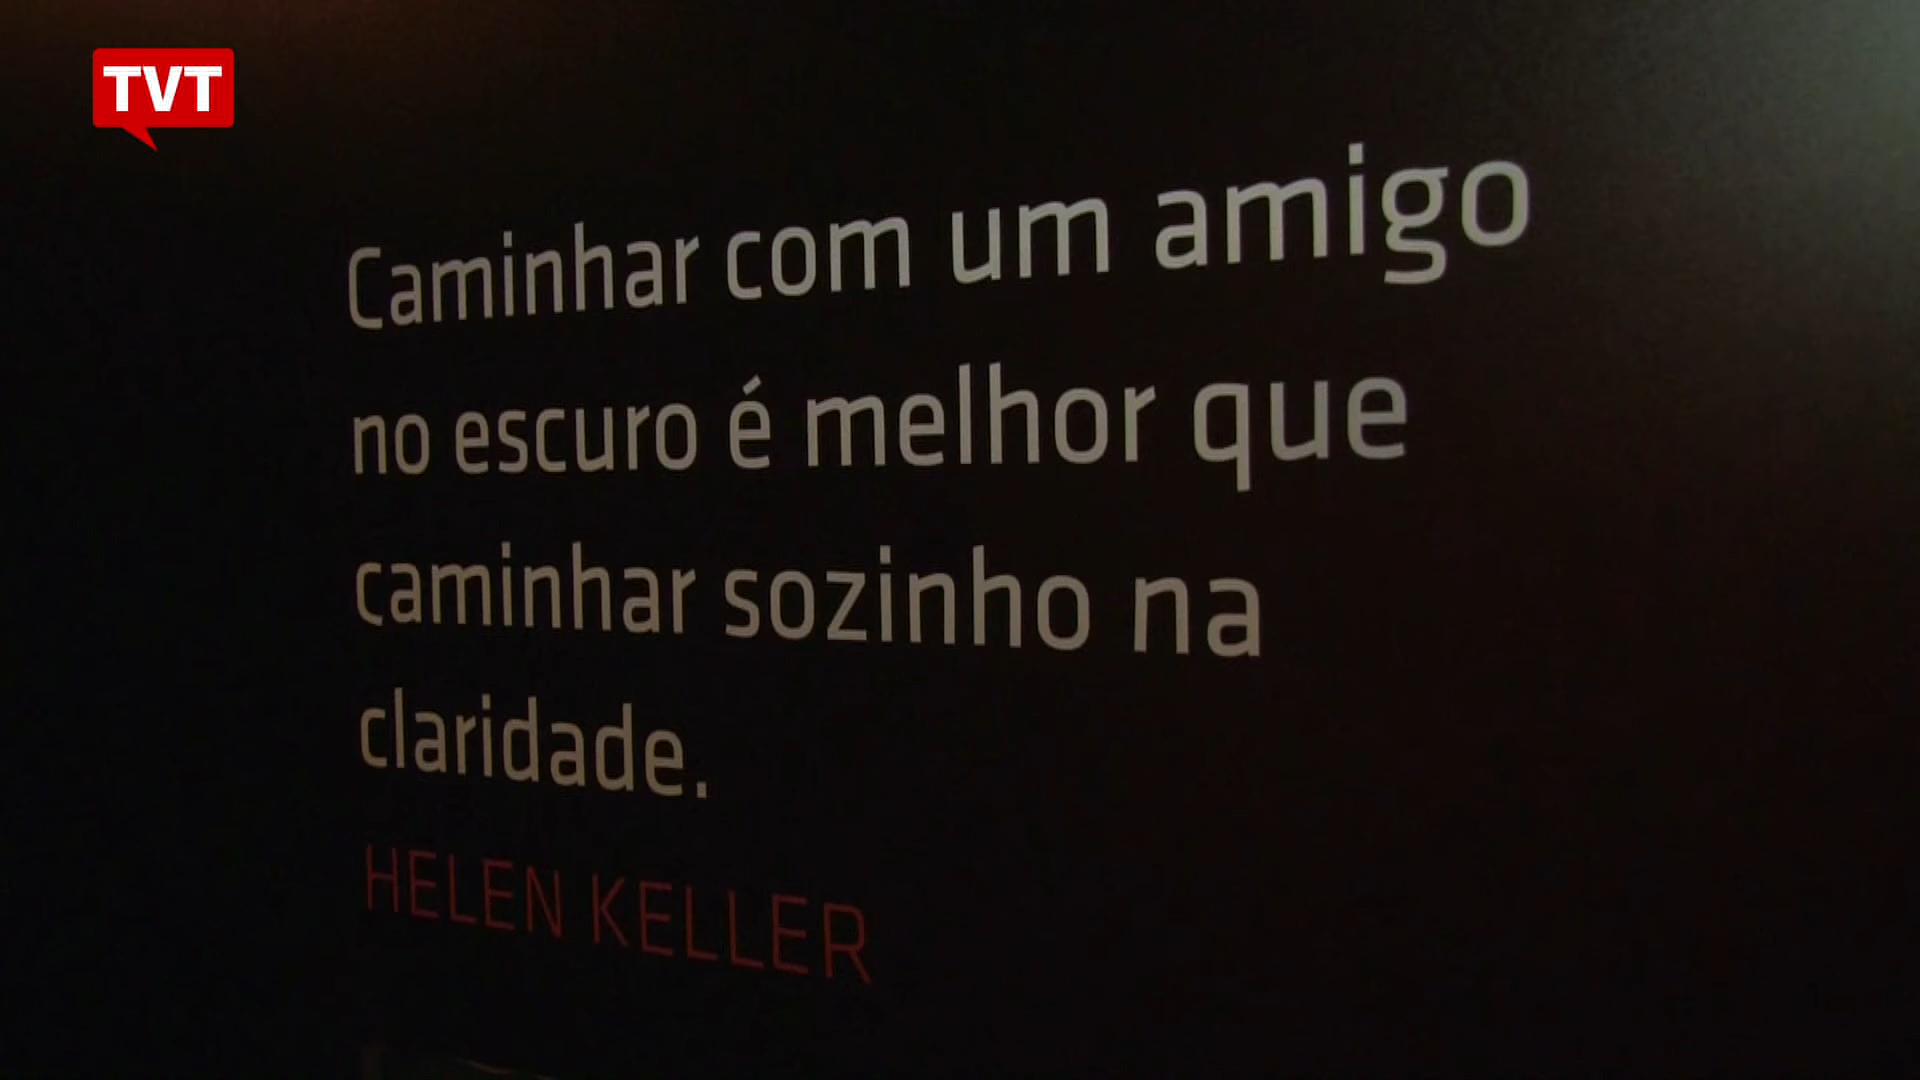 TVT
Caminhar com um amigo
no escuro é melhor que
caminhar sozinho na
claridade.
HELEN KELLER